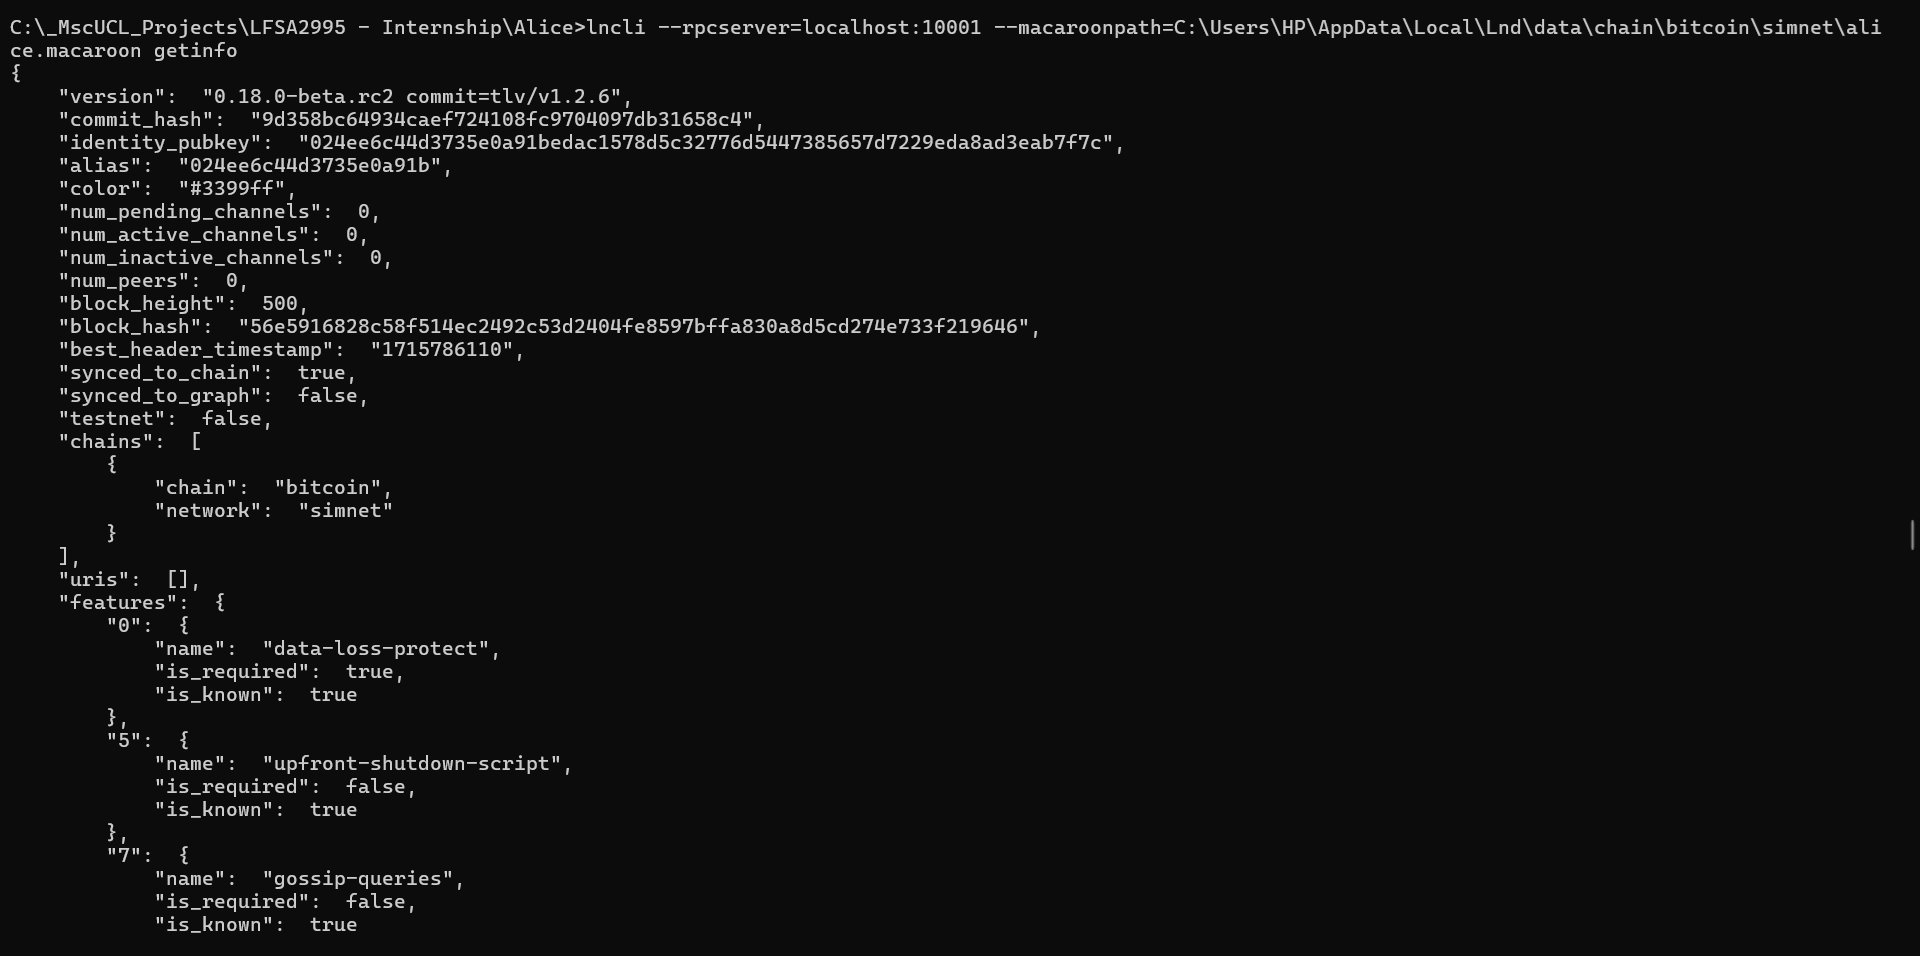 C:\_MscUCL_Projects\LFSA2995 - Internship\Alice>lncli --rpcserver=localhost:10001 --macaroonpath=C:\Users\HP\AppData\Local\Lnd\data\chain\bitcoin\simnet\ali
ce.macaroon getinfo
{
    "version":  "0.18.0-beta.rc2 commit=tlv/v1.2.6",
    "commit_hash":  "9d358bc64934caef724108fc9704097db31658c4",
    "identity_pubkey":  "024ee6c44d3735e0a91bedac1578d5c32776d5447385657d7229eda8ad3eab7f7c",
    "alias":  "024ee6c44d3735e0a91b",
    "color":  "#3399ff",
    "num_pending_channels":  0,
    "num_active_channels":  0,
    "num_inactive_channels":  0,
    "num_peers":  0,
    "block_height":  500,
    "block_hash":  "56e5916828c58f514ec2492c53d2404fe8597bffa830a8d5cd274e733f219646",
    "best_header_timestamp":  "1715786110",
    "synced_to_chain":  true,
    "synced_to_graph":  false,
    "testnet":  false,
    "chains":  [
        {
            "chain":  "bitcoin",
            "network":  "simnet"
        }
    ],
    "uris":  [],
    "features":  {
        "0":  {
            "name":  "data-loss-protect",
            "is_required":  true,
            "is_known":  true
        },
        "5":  {
            "name":  "upfront-shutdown-script",
            "is_required":  false,
            "is_known":  true
        },
        "7":  {
            "name":  "gossip-queries",
            "is_required":  false,
            "is_known":  true